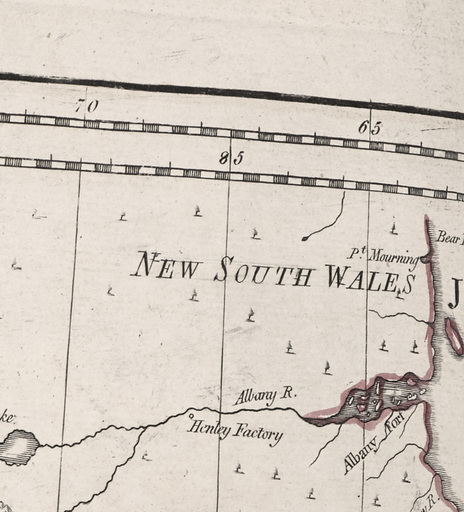 70
65
85
Bear
Pt. Mourning
NEW SOUTH WALES
J
Albany R.
Henley Factory
ke
Albany Fort
R.